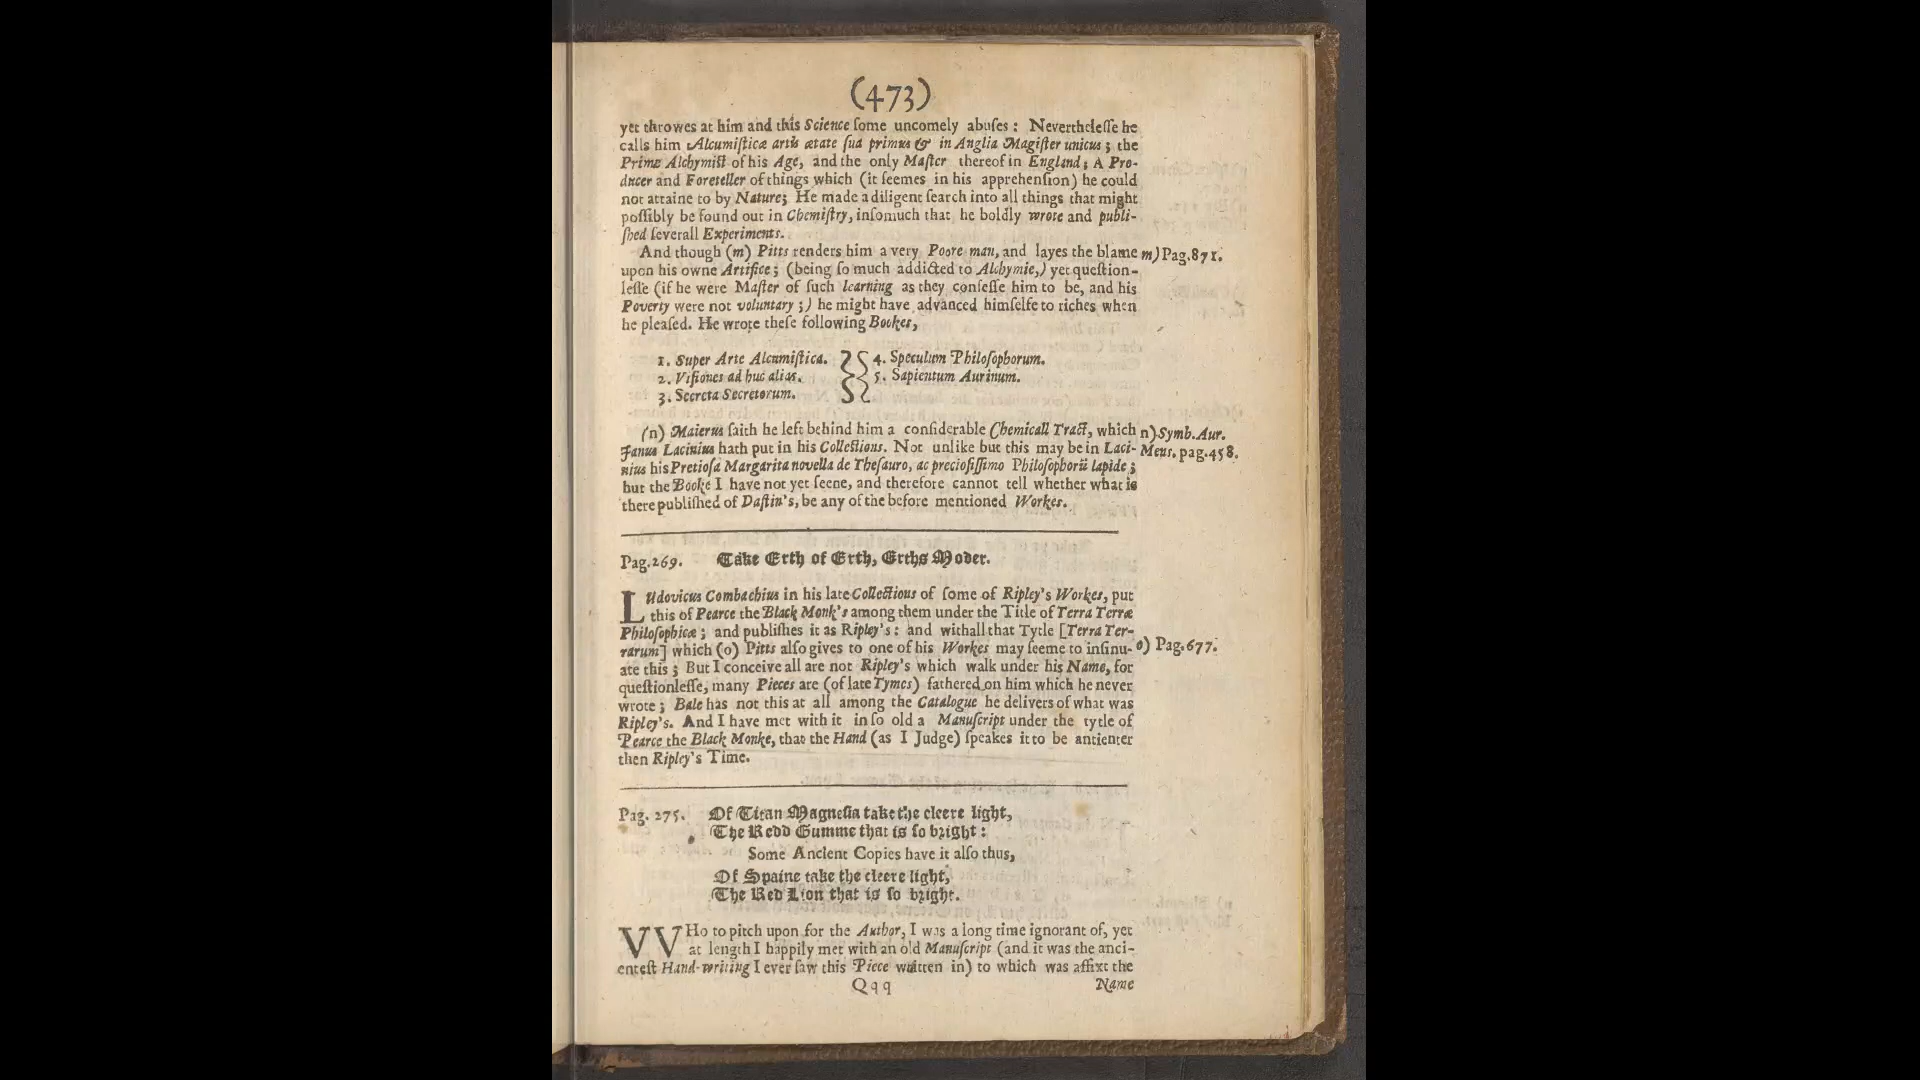 (473)
yet throwes at him and this Science ſome uncomely abuſes : Nevertheleſſe he
calls him Alcumiſticæ artis ætate ſuâ primus & in Anglia Magiſter unicus ; the
Prime Alchymiſt of his Age, and the only Maſter thereof in England ; A Pro-
ducer and Foreteller of things which (it ſeemes in his apprehenſion) he could
not attaine to by Nature; He made a diligent ſearch into all things that might
poſſibly be found out in Chemiſtry, inſomuch that he boldly wrote and publi-
ſhed ſeverall Experiments.
And though (m) Pitts renders him a very Poore man, and layes the blame m) Pag.871.
upon his owne Artifice ; (being ſo much addicted to Alchymie,) yet queſtion-
leſſe (if he were Maſter of ſuch learning as they confeſſe him to be, and his
Poverty were not voluntary ;) he might have advanced himſelfe to riches when
he pleaſed. He wrote theſe following Bookes,
1. Super Arte Alcumiſtica. 4. Speculum Philoſophorum.
2. Viſiones ad huc alias. 5. Sapientum Aurinum.
3. Secreta Secretorum.
(n) Maierus ſaith he left behind him a conſiderable Chemicall Tract, which n) Symb. Aur.
Janus Lacinius hath put in his Collections. Not unlike but this may be in Laci- Mens. pag.458.
nius his Pretioſa Margarita novella de Theſauro, ac precioſiſſimo Philoſophorũ lapide ;
but the Booke I have not yet ſeene, and therefore cannot tell whether what is
there publiſhed of Daſtin's, be any of the before mentioned Workes.
Pag.269. Take Erth of Erth, Erths Moder.
LUdovicus Combachius in his late Collections of ſome of Ripley's Workes, put
this of Pearce the Black Monk's among them under the Title of Terra Terræ
Philoſophicæ ; and publiſhes it as Ripley's : and withall that Tytle [Terra Ter-
rarum] which (o) Pitts alſo gives to one of his Workes may ſeeme to inſinu- o) Pag.677.
ate this ; But I conceive all are not Ripley's which walk under his Name, for
queſtionleſſe, many Pieces are (of late Tymes) fathered on him which he never
wrote ; Bale has not this at all among the Catalogue he delivers of what was
Ripley's. And I have met with it in ſo old a Manuſcript under the tytle of
Pearce the Black Monke, that the Hand (as I Judge) ſpeakes it to be antienter
then Ripley's Time.
Pag. 275. Of Titan Magneſia take the cleere light,
The Redd Gumme that is ſo bright :
Some Ancient Copies have it alſo thus,
Of Spaine take the cleere light,
The Red Lion that is ſo bright.
VVHo to pitch upon for the Author, I was a long time ignorant of, yet
at length I happily met with an old Manuſcript (and it was the anci-
enteſt Hand-writing I ever ſaw this Piece written in) to which was affixt the
Qqq Name